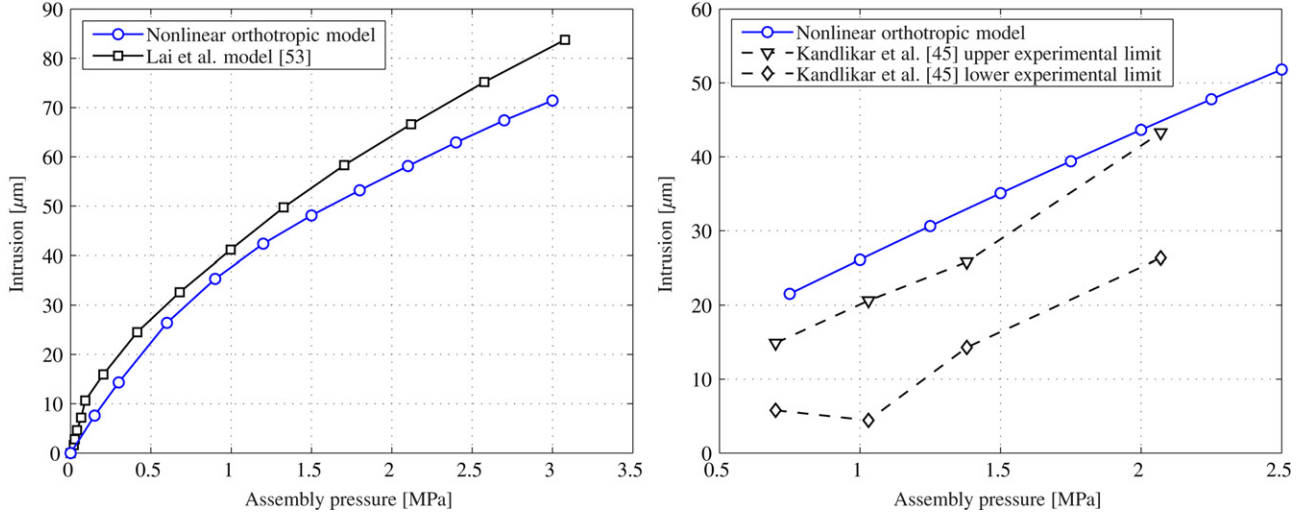 Nonlinear orthotropic model
Lai et al. model [53]
90
80
70
60
50
40
30
20
10
0
0 0.5 1 1.5 2 2.5 3 3.5
Intrusion [μm]
Assembly pressure [MPa]
Nonlinear orthotropic model
Kandlikar et al. [45] upper experimental limit
Kandlikar et al. [45] lower experimental limit
60
50
40
30
20
10
0
0.5 1 1.5 2 2.5
Intrusion [μm]
Assembly pressure [MPa]